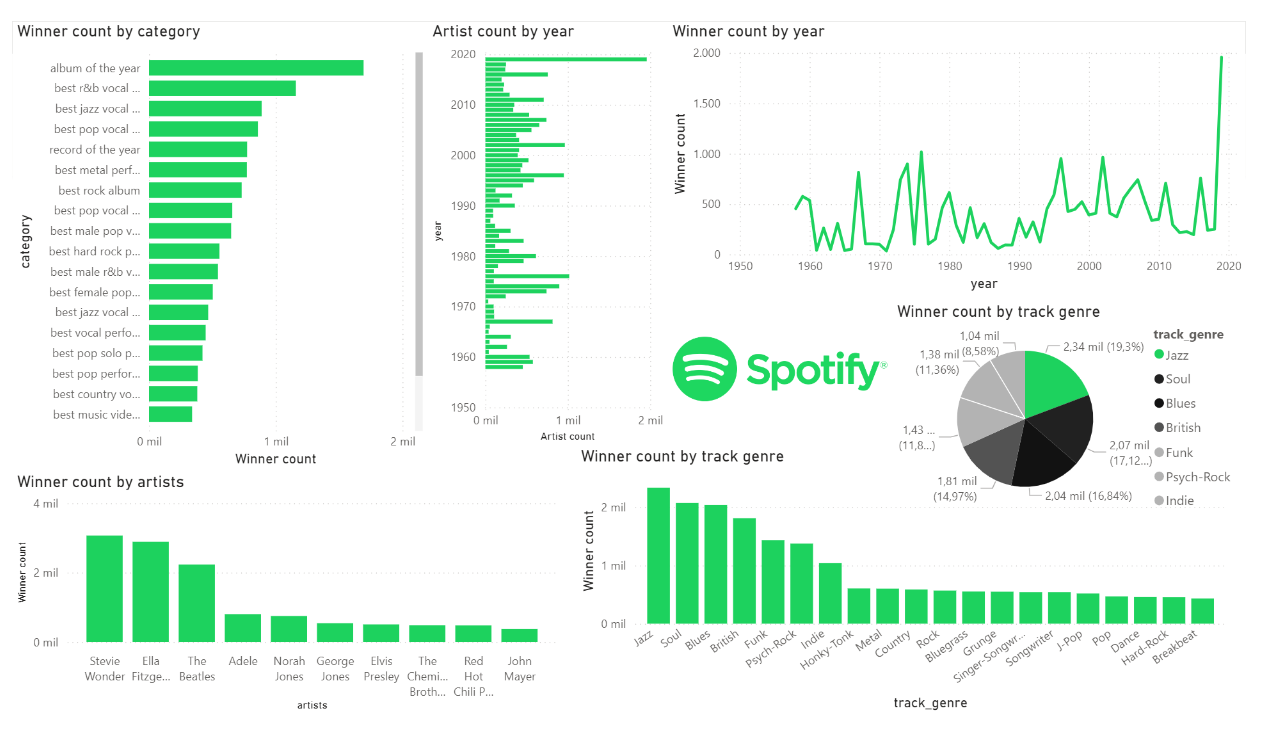 Winner count by category
category
album of the year
best r&b vocal ...
best jazz vocal ...
best pop vocal ...
record of the year
best metal perf...
best rock album
best pop vocal ...
best male pop v...
best hard rock p...
best male r&b v...
best female pop...
best jazz vocal ...
best vocal perfo...
best pop solo p...
best pop perfor...
best country vo...
best music vide...
0 mil
1 mil
2 mil
Winner count
Artist count by year
year
2020
2010
2000
1990
1980
1970
1960
1950
0 mil
1 mil
2 mil
Artist count
Winner count by year
Winner count
2.000
1.500
1.000
500
0
1950
1960
1970
1980
1990
2000
2010
2020
year
Spotify®
Winner count by track genre
1,04 mil
(8,58%)
2,34 mil (19,3%)
1,38 mil
(11,36%)
1,43 ...
(11,8...)
2,07 mil
(17,12...)
1,81 mil
(14,97%)
2,04 mil (16,84%)
track_genre
Jazz
Soul
Blues
British
Funk
Psych-Rock
Indie
Winner count by artists
Winner count
4 mil
2 mil
0 mil
Stevie
Wonder
Ella
Fitzge...
The
Beatles
Adele
Norah
Jones
George
Jones
Elvis
Presley
The
Chemi...
Broth...
Red
Hot
Chili P...
John
Mayer
artists
Winner count by track genre
Winner count
2 mil
1 mil
0 mil
Jazz
Soul
Blues
British
Funk
Psych-Rock
Indie
Honky-Tonk
Metal
Country
Rock
Bluegrass
Grunge
Singer-Songwr...
Songwriter
J-Pop
Pop
Dance
Hard-Rock
Breakbeat
track_genre